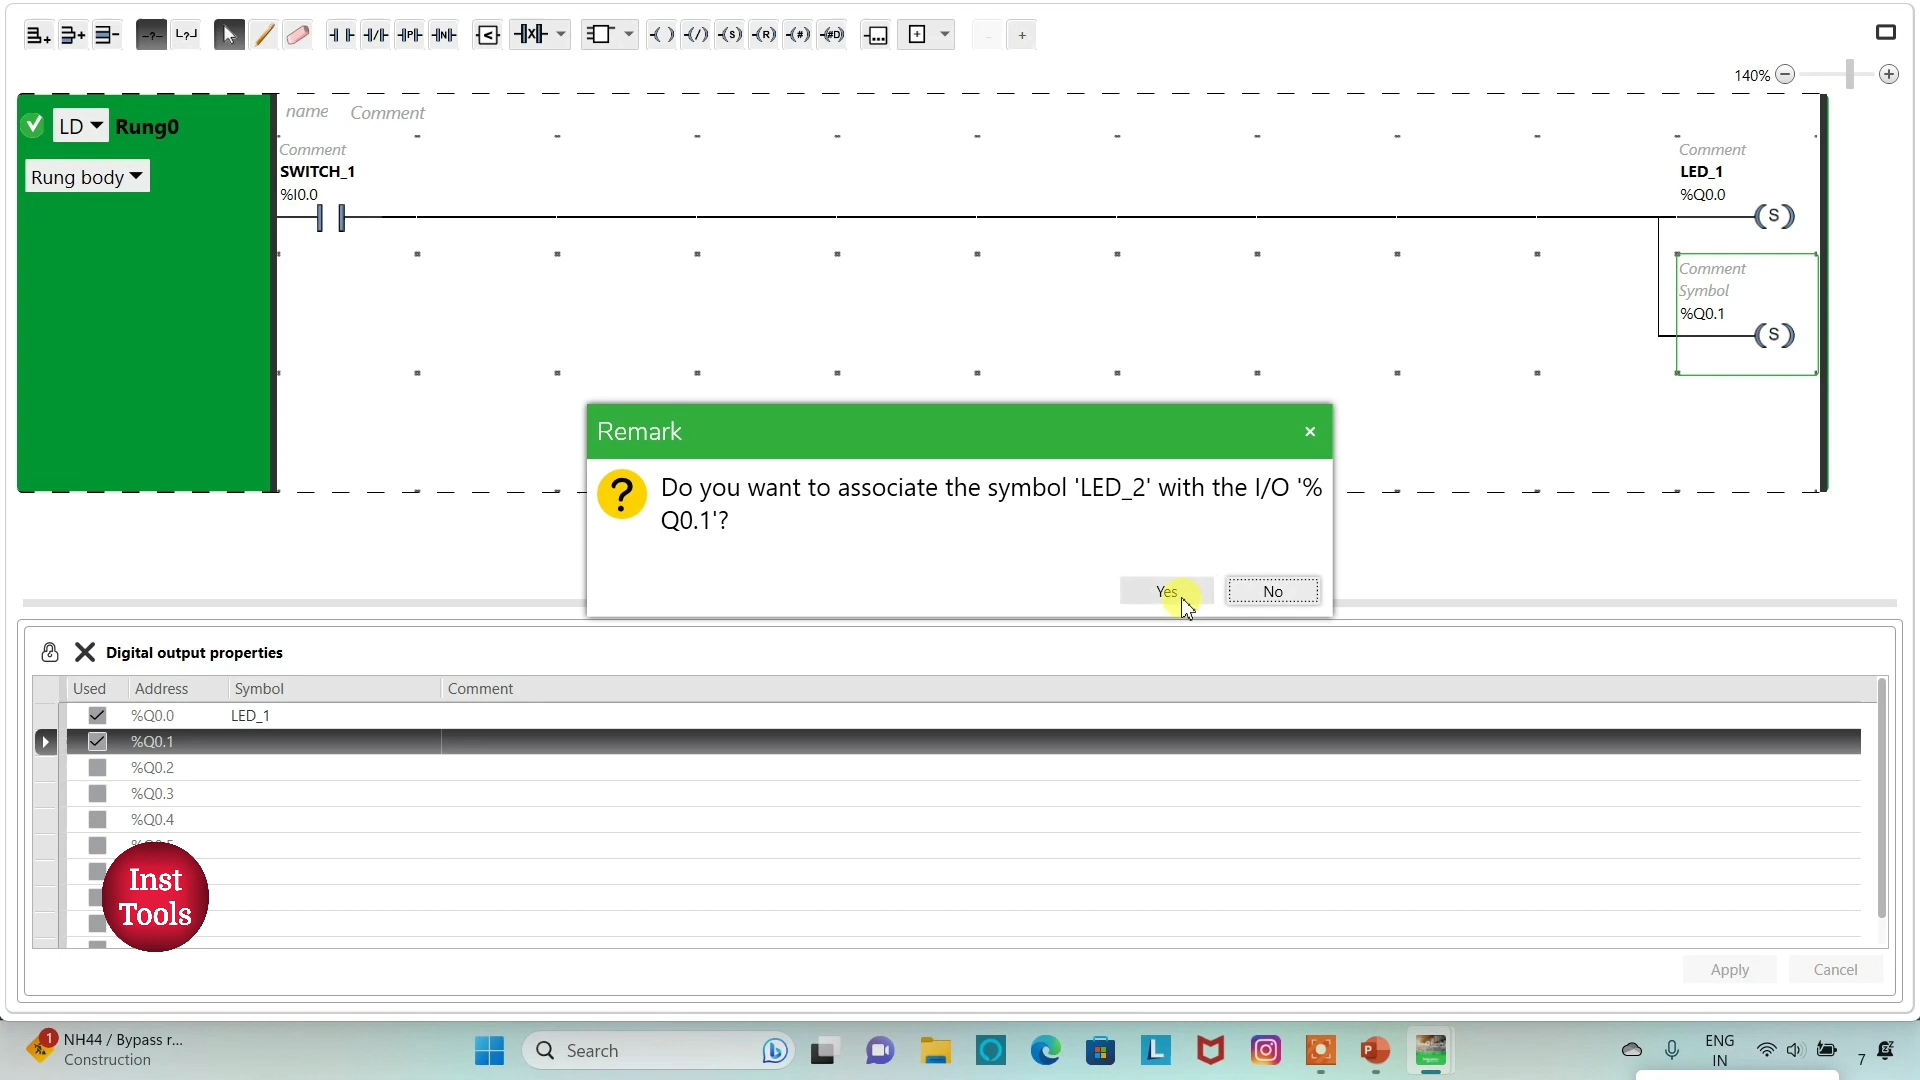 140%
LD
Rung0
name
Comment
Rung body
Comment
SWITCH_1
%I0.0
Comment
LED_1
%Q0.0
S
Comment
Symbol
%Q0.1
S
Remark
Do you want to associate the symbol 'LED_2' with the I/O '%
Q0.1'?
Yes
No
Digital output properties
Used
Address
Symbol
Comment
%Q0.0
LED_1
%Q0.1
%Q0.2
%Q0.3
%Q0.4
Inst
Tools
Apply
Cancel
1
NH44 / Bypass r...
Construction
Search
ENG
IN
7